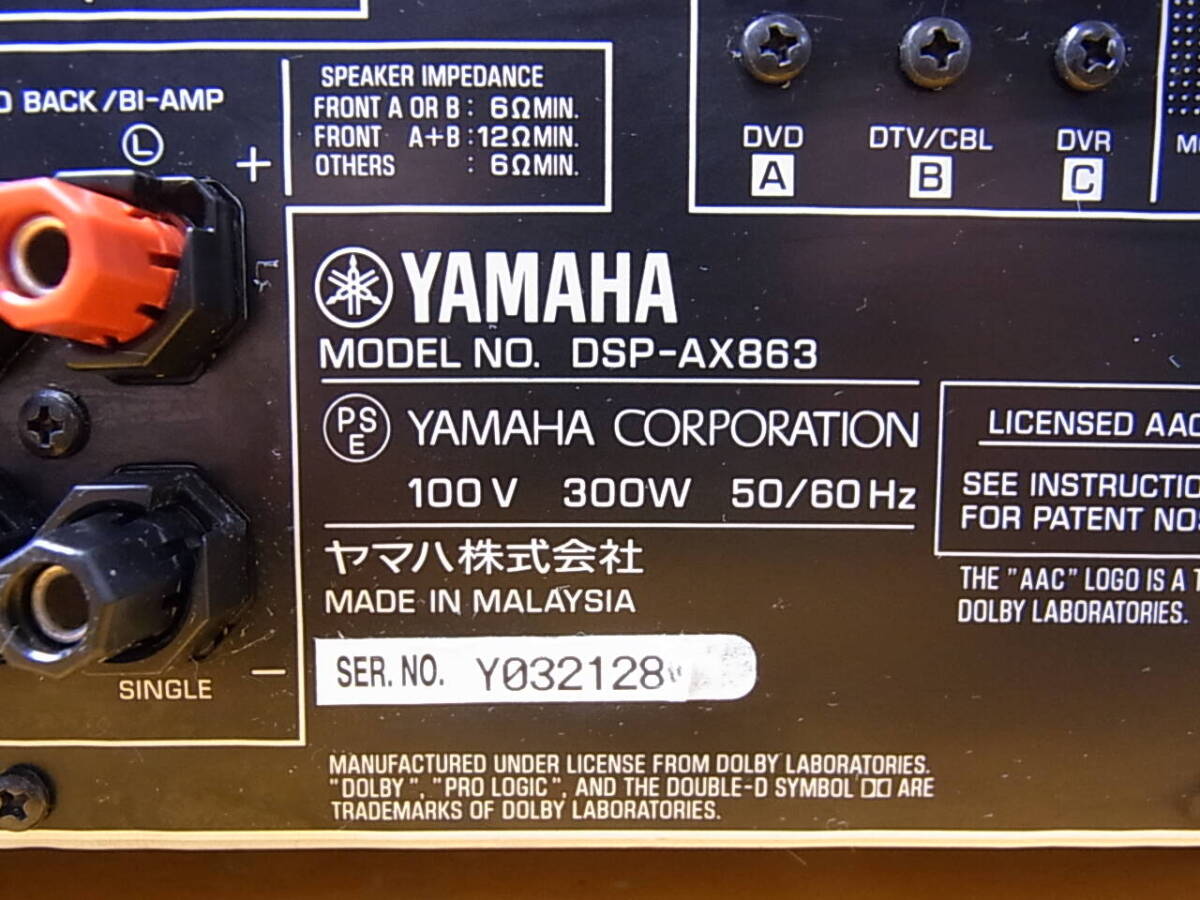 BACK/BI-AMP
L
+
SPEAKER IMPEDANCE
FRONT A OR B: 6ΩMIN.
FRONT A+B:12ΩMIN.
OTHERS : 6ΩMIN.
DVD
A
DTV/CBL
B
DVR
C
YAMAHA
MODEL NO. DSP-AX863
PSE YAMAHA CORPORATION
100V 300W 50/60Hz
ヤマハ株式会社
MADE IN MALAYSIA
SER. NO. Y032128
SINGLE
−
LICENSED AAC
SEE INSTRUCTIO
FOR PATENT NOS
THE "AAC" LOGO IS A T
DOLBY LABORATORIES.
MANUFACTURED UNDER LICENSE FROM DOLBY LABORATORIES.
"DOLBY", "PRO LOGIC", AND THE DOUBLE-D SYMBOL ARE
TRADEMARKS OF DOLBY LABORATORIES.